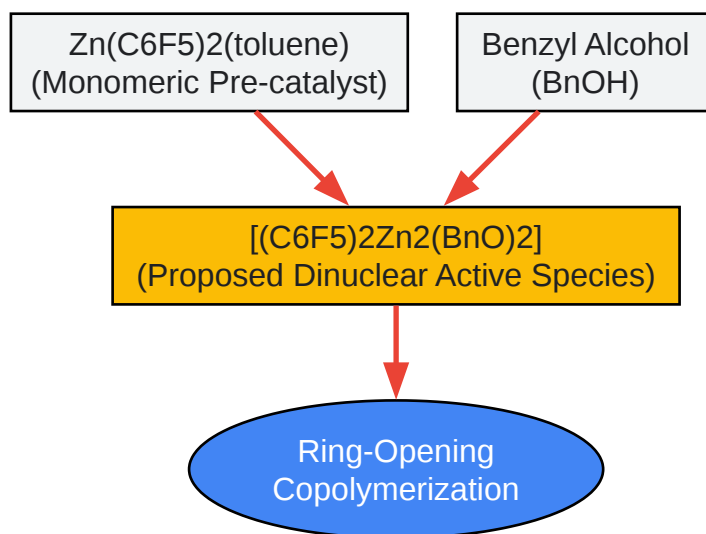 Zn(C6F5)2(toluene)
(Monomeric Pre-catalyst)
Benzyl Alcohol
(BnOH)
[(C6F5)2Zn2(BnO)2]
(Proposed Dinuclear Active Species)
Ring-Opening
Copolymerization